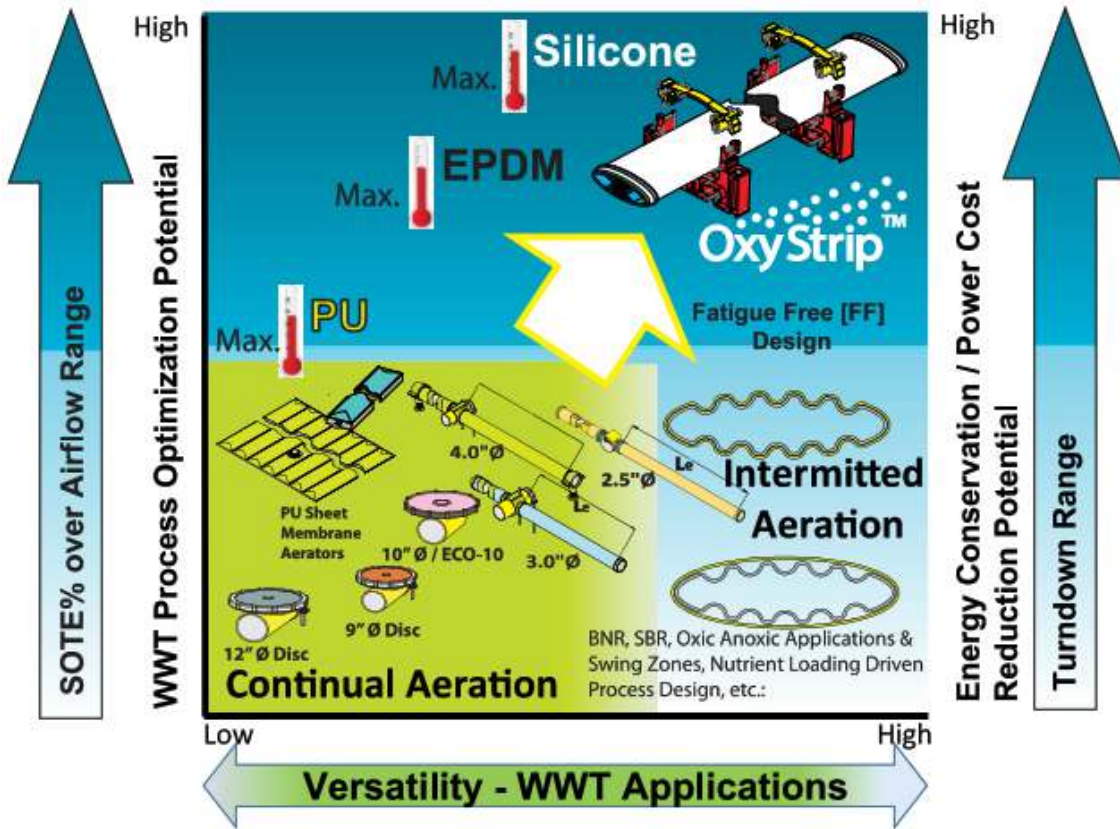 High
High
Max.
Silicone
Max.
EPDM
OxyStrip™
Max.
PU
Fatigue Free [FF]
Design
4.0"Ø
Le
2.5"Ø
Le
Intermitted
Aeration
PU Sheet
Membrane
Aerators
10" Ø / ECO-10
3.0"Ø
9" Ø Disc
12" Ø Disc
Continual Aeration
BNR, SBR, Oxic Anoxic Applications &
Swing Zones, Nutrient Loading Driven
Process Design, etc.:
SOTE% over Airflow Range
WWT Process Optimization Potential
Energy Conservation / Power Cost
Reduction Potential
Turndown Range
Low
High
Versatility - WWT Applications